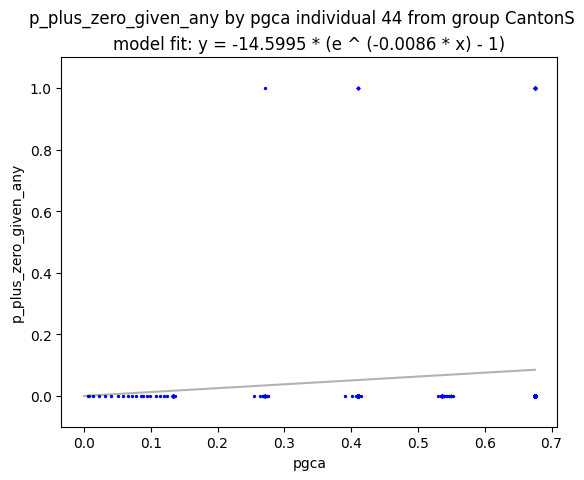 p_plus_zero_given_any by pgca individual 44 from group CantonS
model fit: y = -14.5995 * (e ^ (-0.0086 * x) - 1)
p_plus_zero_given_any
1.0
0.8
0.6
0.4
0.2
0.0
0.0 0.1 0.2 0.3 0.4 0.5 0.6 0.7
pgca